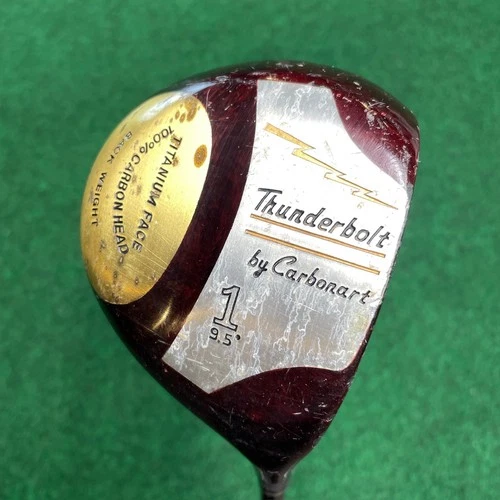 TITANIUM FACE
100% CARBON HEAD
BACK WEIGHT
Thunderbolt
by Carbonart
1
9.5°